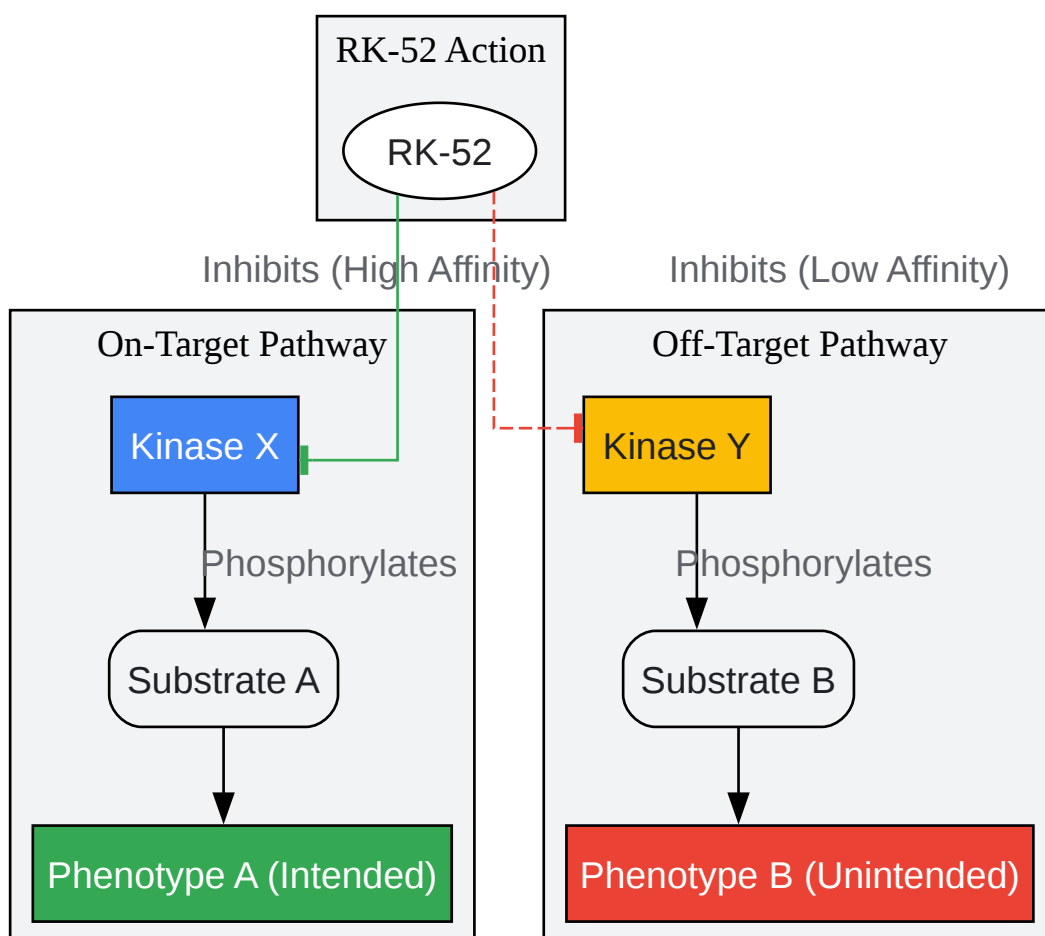 RK-52 Action
RK-52
Inhibits (High Affinity)
Inhibits (Low Affinity)
On-Target Pathway
Kinase X
Phosphorylates
Substrate A
Phenotype A (Intended)
Off-Target Pathway
Kinase Y
Phosphorylates
Substrate B
Phenotype B (Unintended)